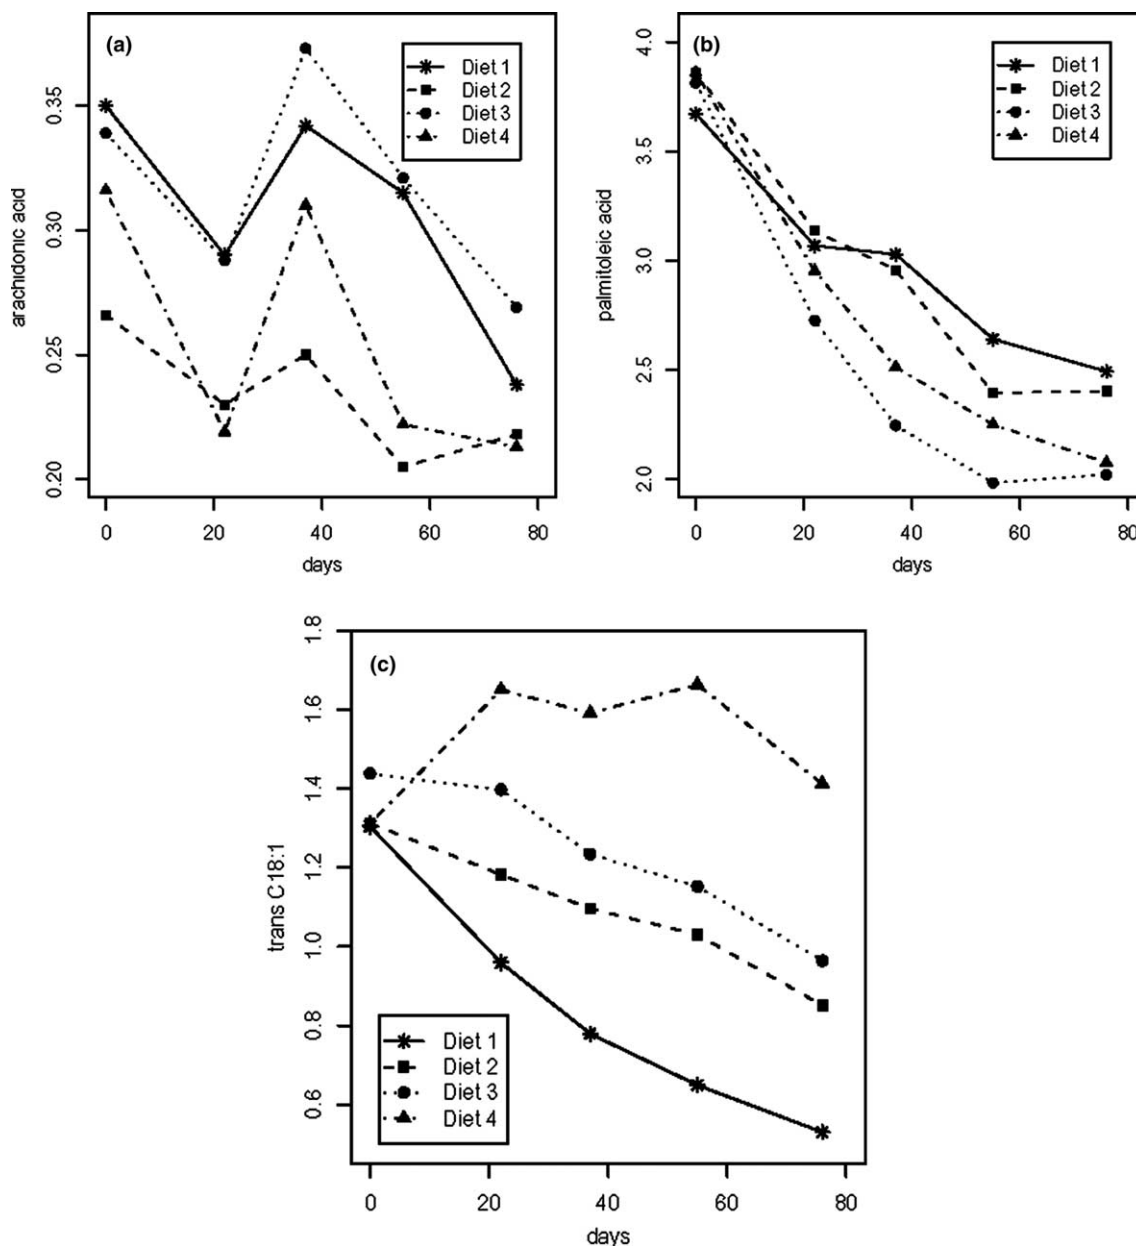 (a)
Diet 1
Diet 2
Diet 3
Diet 4
arachidonic acid
0.35
0.30
0.25
0.20
0 20 40 60 80
days
(b)
Diet 1
Diet 2
Diet 3
Diet 4
palmitoleic acid
4.0
3.5
3.0
2.5
2.0
0 20 40 60 80
days
(c)
trans C18:1
1.8
1.6
1.4
1.2
1.0
0.8
0.6
Diet 1
Diet 2
Diet 3
Diet 4
0 20 40 60 80
days